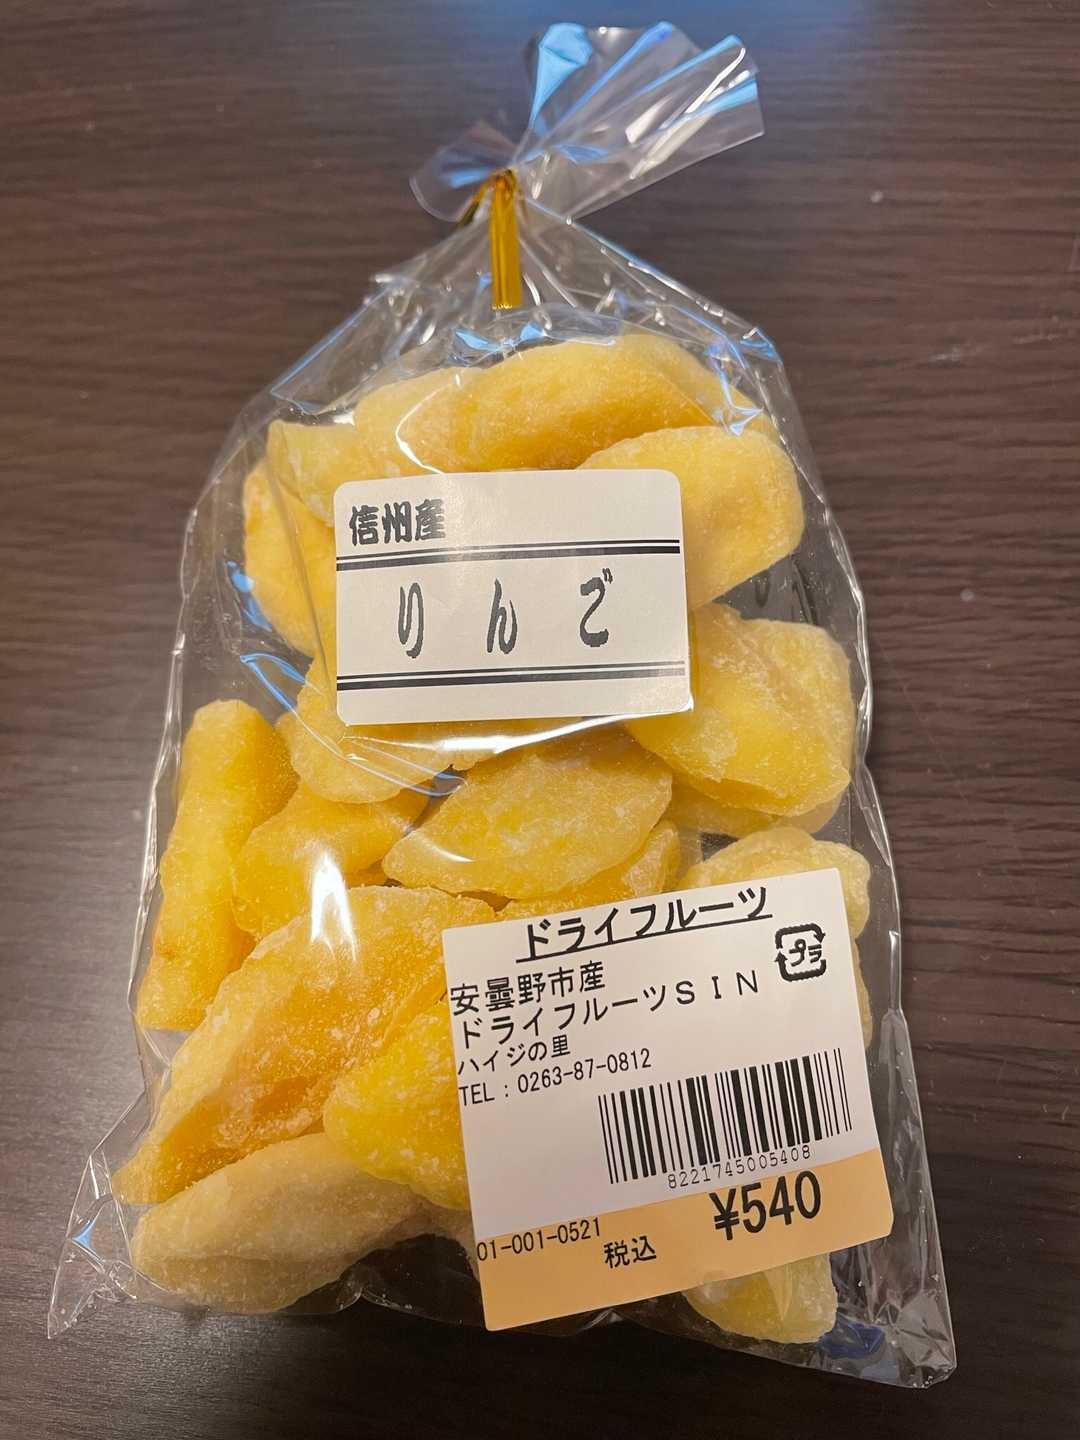 信州産
りんご
ドライフルーツ
プラ
安曇野市産
ドライフルーツSIN
ハイジの里
TEL:0263-87-0812
8221745005408
¥540
01-001-0521
税込